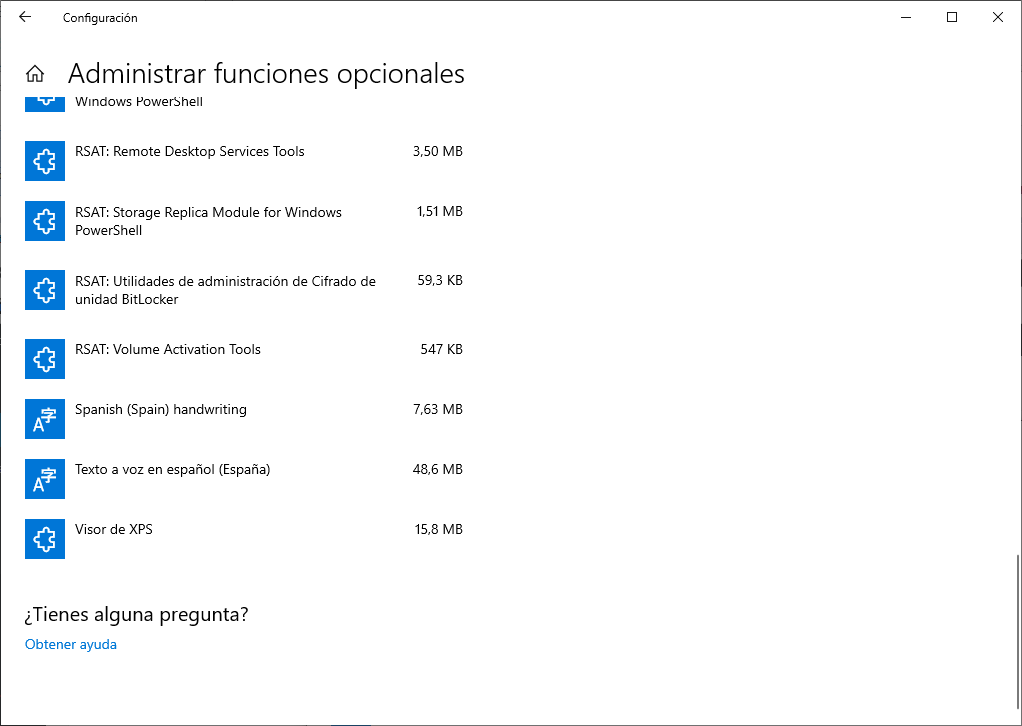 Configuración
Administrar funciones opcionales
Windows PowerShell
RSAT: Remote Desktop Services Tools 3,50 MB
RSAT: Storage Replica Module for Windows 1,51 MB
PowerShell
RSAT: Utilidades de administración de Cifrado de 59,3 KB
unidad BitLocker
RSAT: Volume Activation Tools 547 KB
Spanish (Spain) handwriting 7,63 MB
Texto a voz en español (España) 48,6 MB
Visor de XPS 15,8 MB
¿Tienes alguna pregunta?
Obtener ayuda